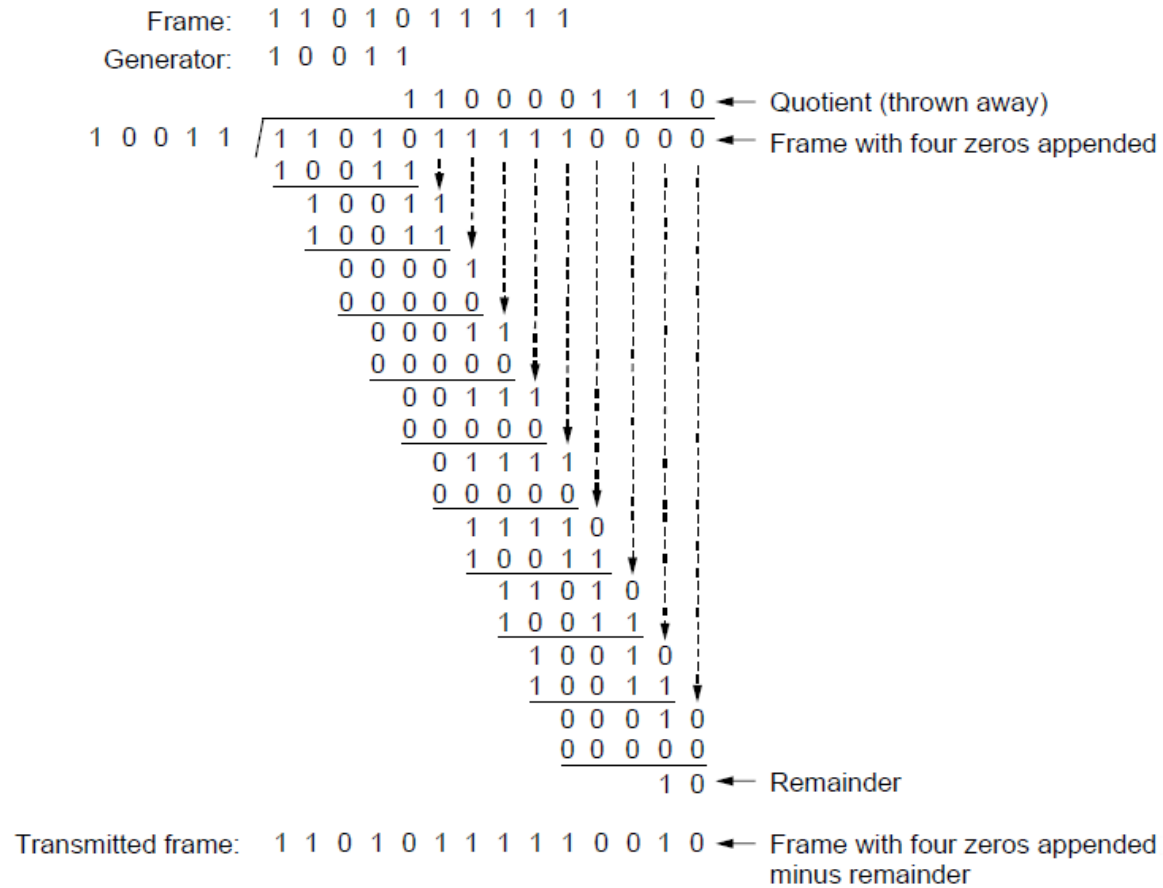 Frame: 1 1 0 1 0 1 1 1 1 1
Generator: 1 0 0 1 1
1 1 0 0 0 0 1 1 1 0 Quotient (thrown away)
1 0 0 1 1 1 1 0 1 0 1 1 1 1 1 0 0 0 0 Frame with four zeros appended
1 0 0 1 1
1 0 0 1 1
1 0 0 1 1
0 0 0 0 1
0 0 0 0 0
0 0 0 1 1
0 0 0 0 0
0 0 1 1 1
0 0 0 0 0
0 1 1 1 1
0 0 0 0 0
1 1 1 1 0
1 0 0 1 1
1 1 0 1 0
1 0 0 1 1
1 0 0 1 0
1 0 0 1 1
0 0 0 1 0
0 0 0 0 0
1 0 Remainder
Transmitted frame: 1 1 0 1 0 1 1 1 1 1 0 0 1 0 Frame with four zeros appended
minus remainder